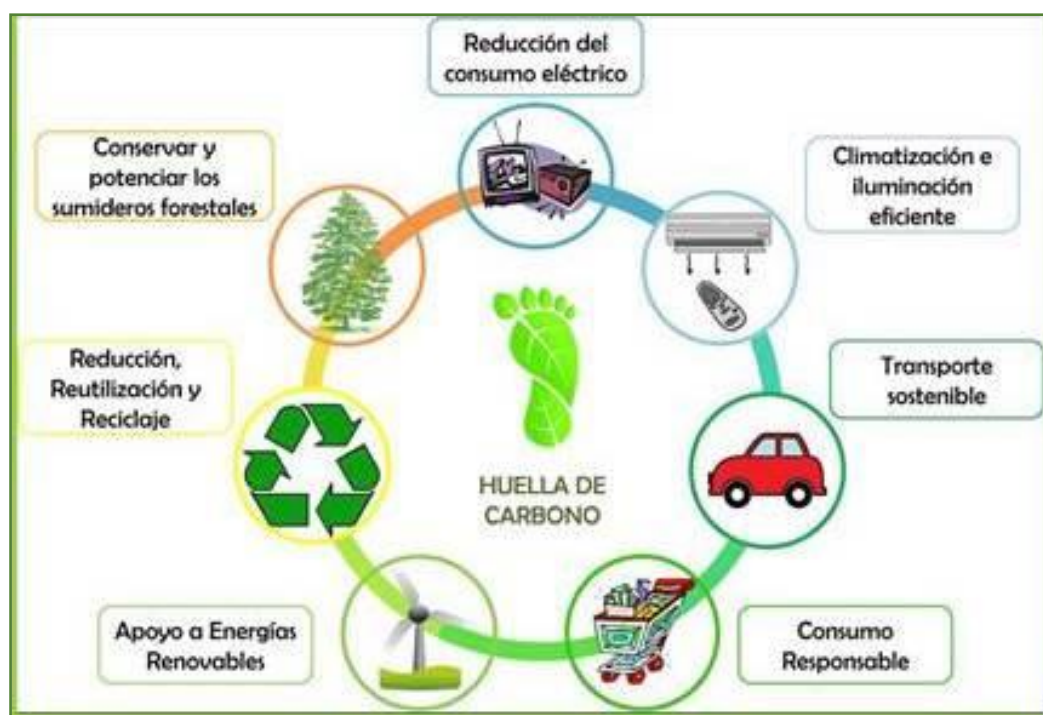 Reducción del
consumo eléctrico
Climatización e
iluminación
eficiente
Transporte
sostenible
Consumo
Responsable
Apoyo a Energías
Renovables
Reducción,
Reutilización y
Reciclaje
Conservar y
potenciar los
sumideros forestales
HUELLA DE
CARBONO